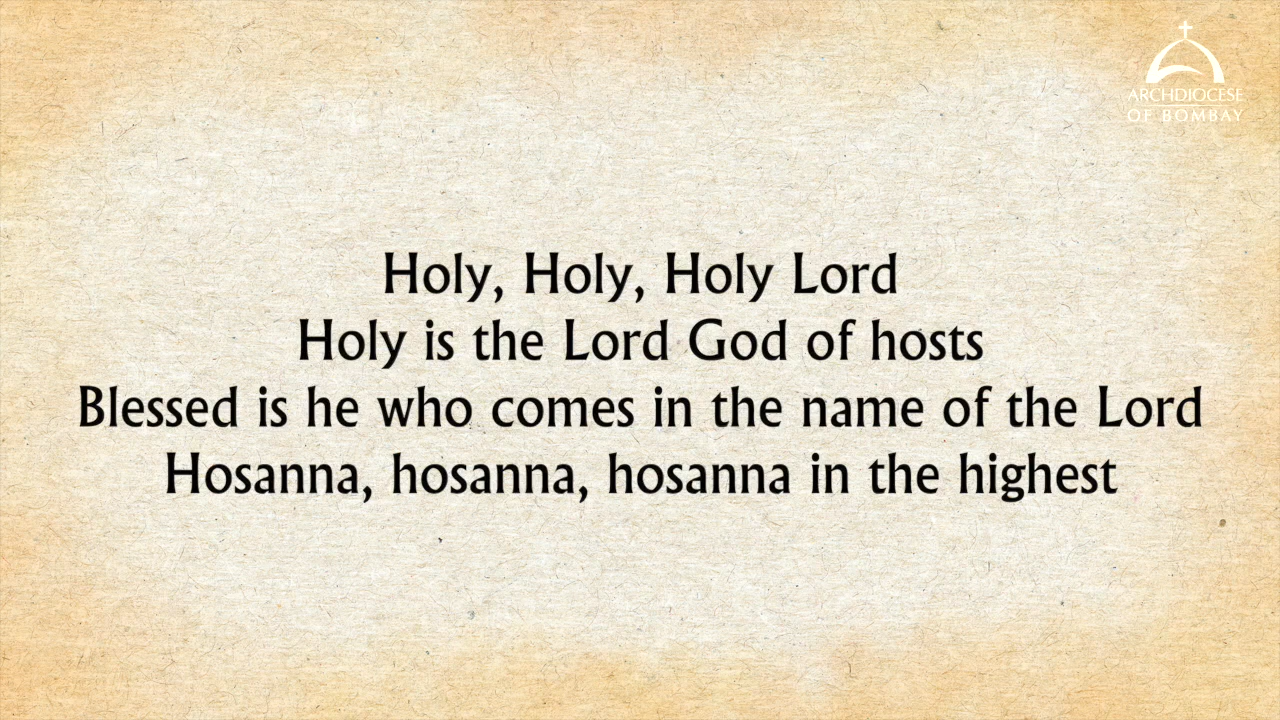 ARCHDIOCESE
OF BOMBAY
Holy, Holy, Holy Lord
Holy is the Lord God of hosts
Blessed is he who comes in the name of the Lord
Hosanna, hosanna, hosanna in the highest